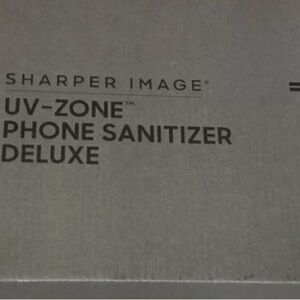 SHARPER IMAGE®
UV-ZONE™
PHONE SANITIZER
DELUXE